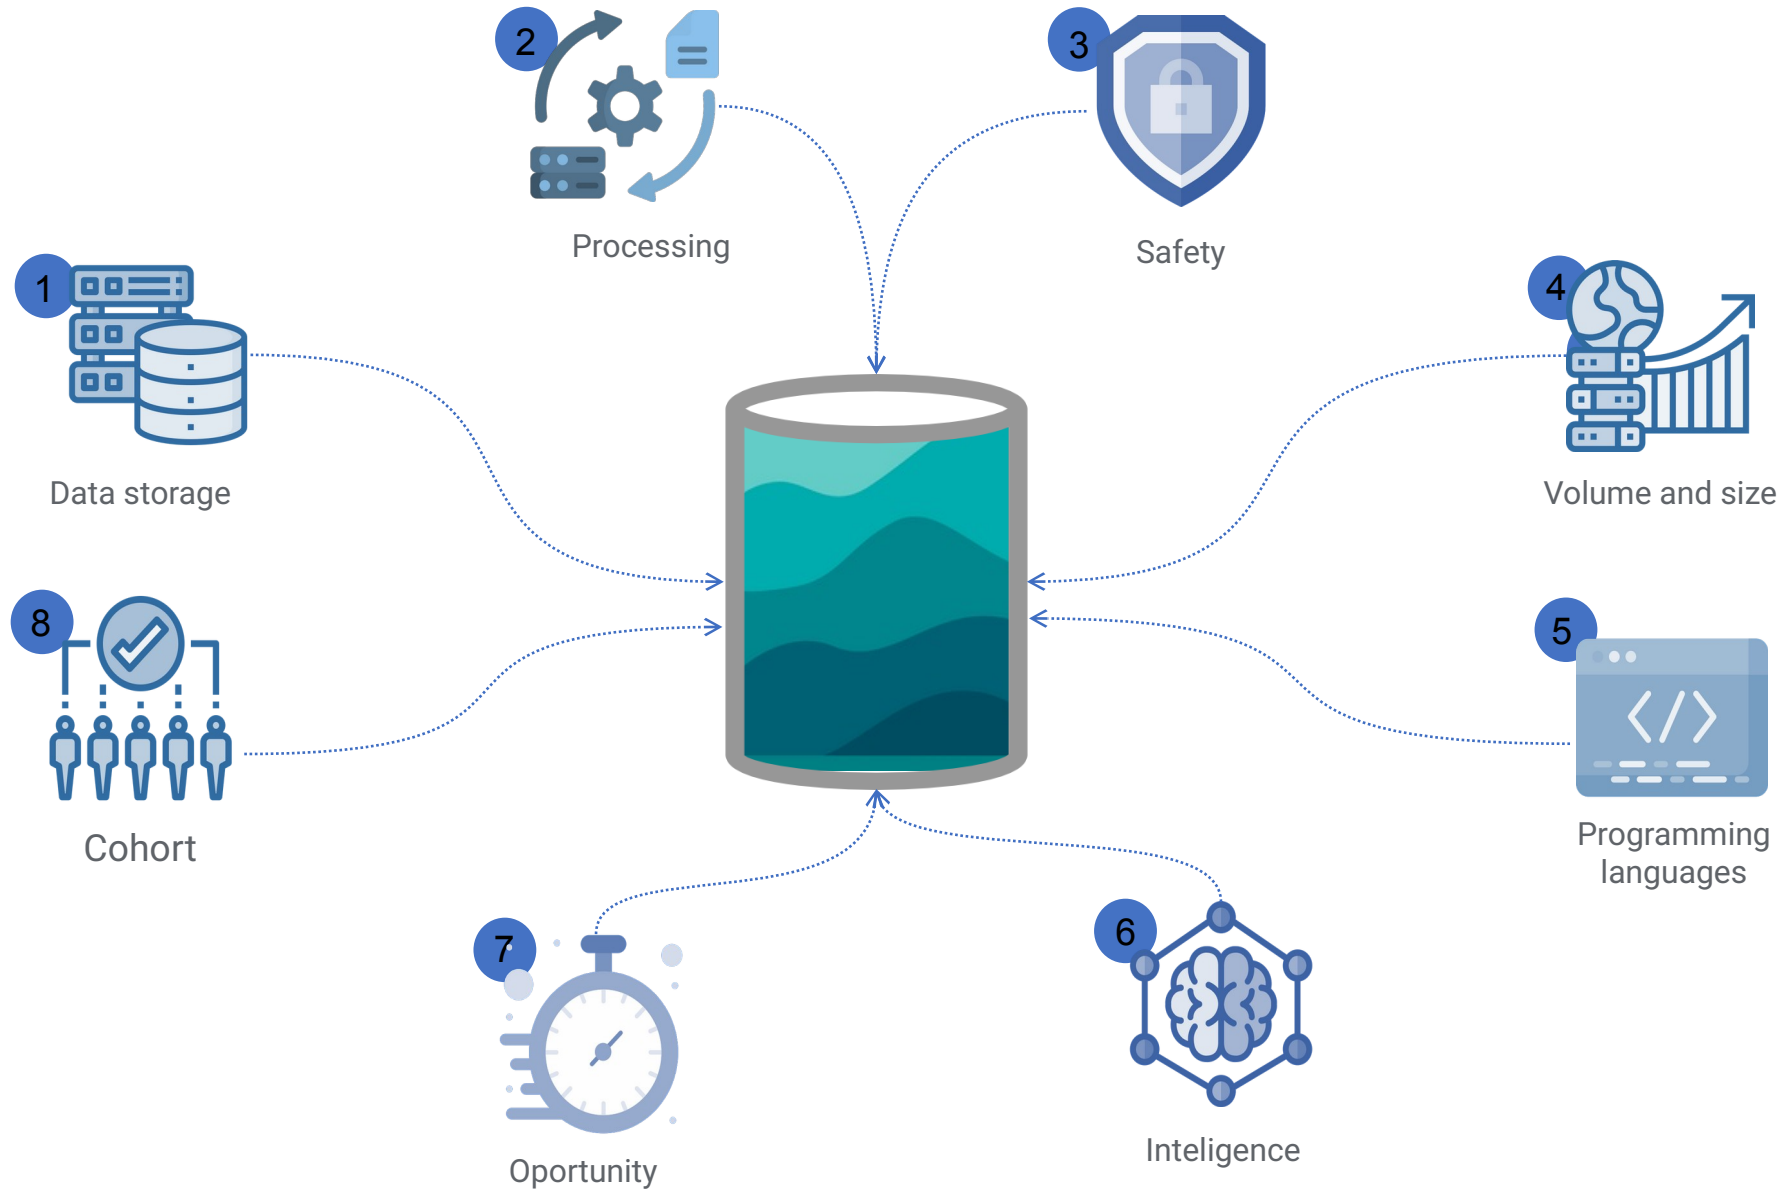 1
Data storage
2
Processing
3
Safety
4
Volume and size
5
Programming
languages
6
Inteligence
7
Oportunity
8
Cohort